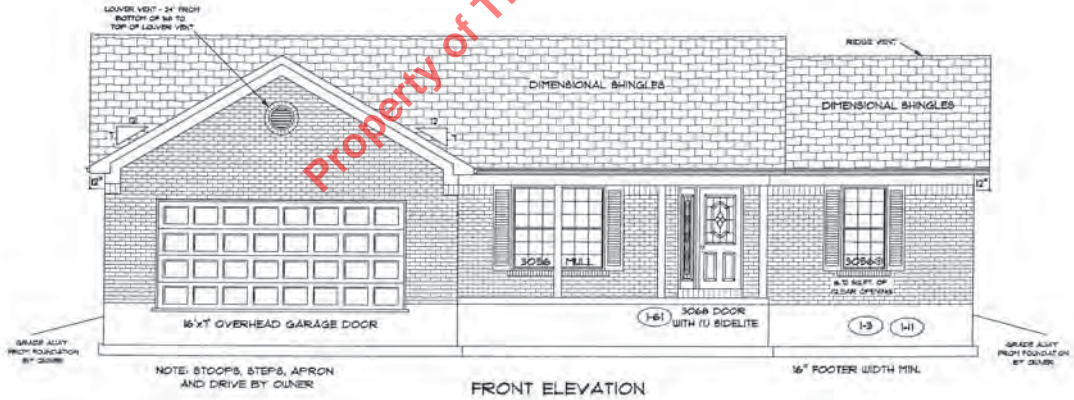 LOUVER VENT - 24" FROM
BOTTOM OF TO
TOP OF LOUVER VENT
RIDGE VENT
Property of T
DIMENSIONAL SHINGLES
DIMENSIONAL SHINGLES
12
7
12
7
12"
12"
3056 MULL
3056
6.0 SQ.FT. OF
CLEAR OPENING
16'x7' OVERHEAD GARAGE DOOR
1-61
3068 DOOR
WITH (1) SIDELITE
1-3
1-11
GRADE AWAY
FROM FOUNDATION
BY OWNER
GRADE AWAY
FROM FOUNDATION
BY OWNER
NOTE: STOOPS, STEPS, APRON
AND DRIVE BY OWNER
16" FOOTER WIDTH MIN.
FRONT ELEVATION